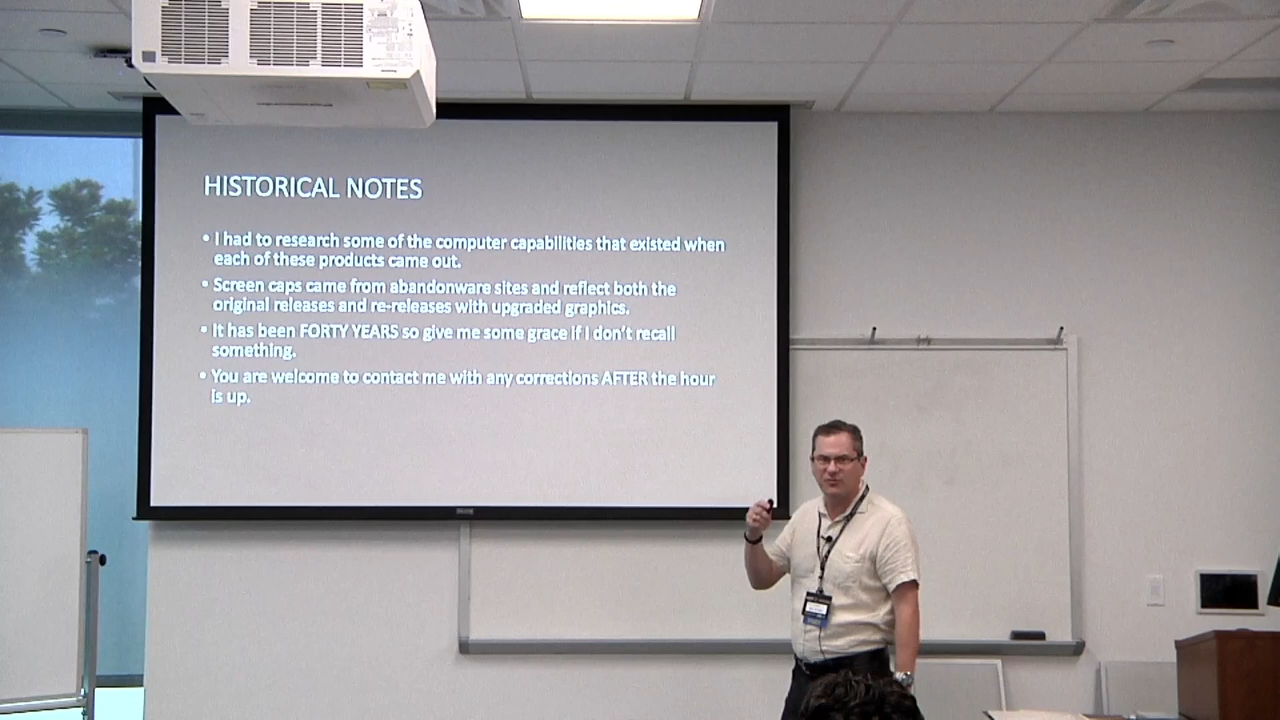 HISTORICAL NOTES
• I had to research some of the computer capabilities that existed when
each of these products came out.
• Screen caps came from abandonware sites and reflect both the
original releases and re-releases with upgraded graphics.
• It has been FORTY YEARS so give me some grace if I don't recall
something.
• You are welcome to contact me with any corrections AFTER the hour
is up.